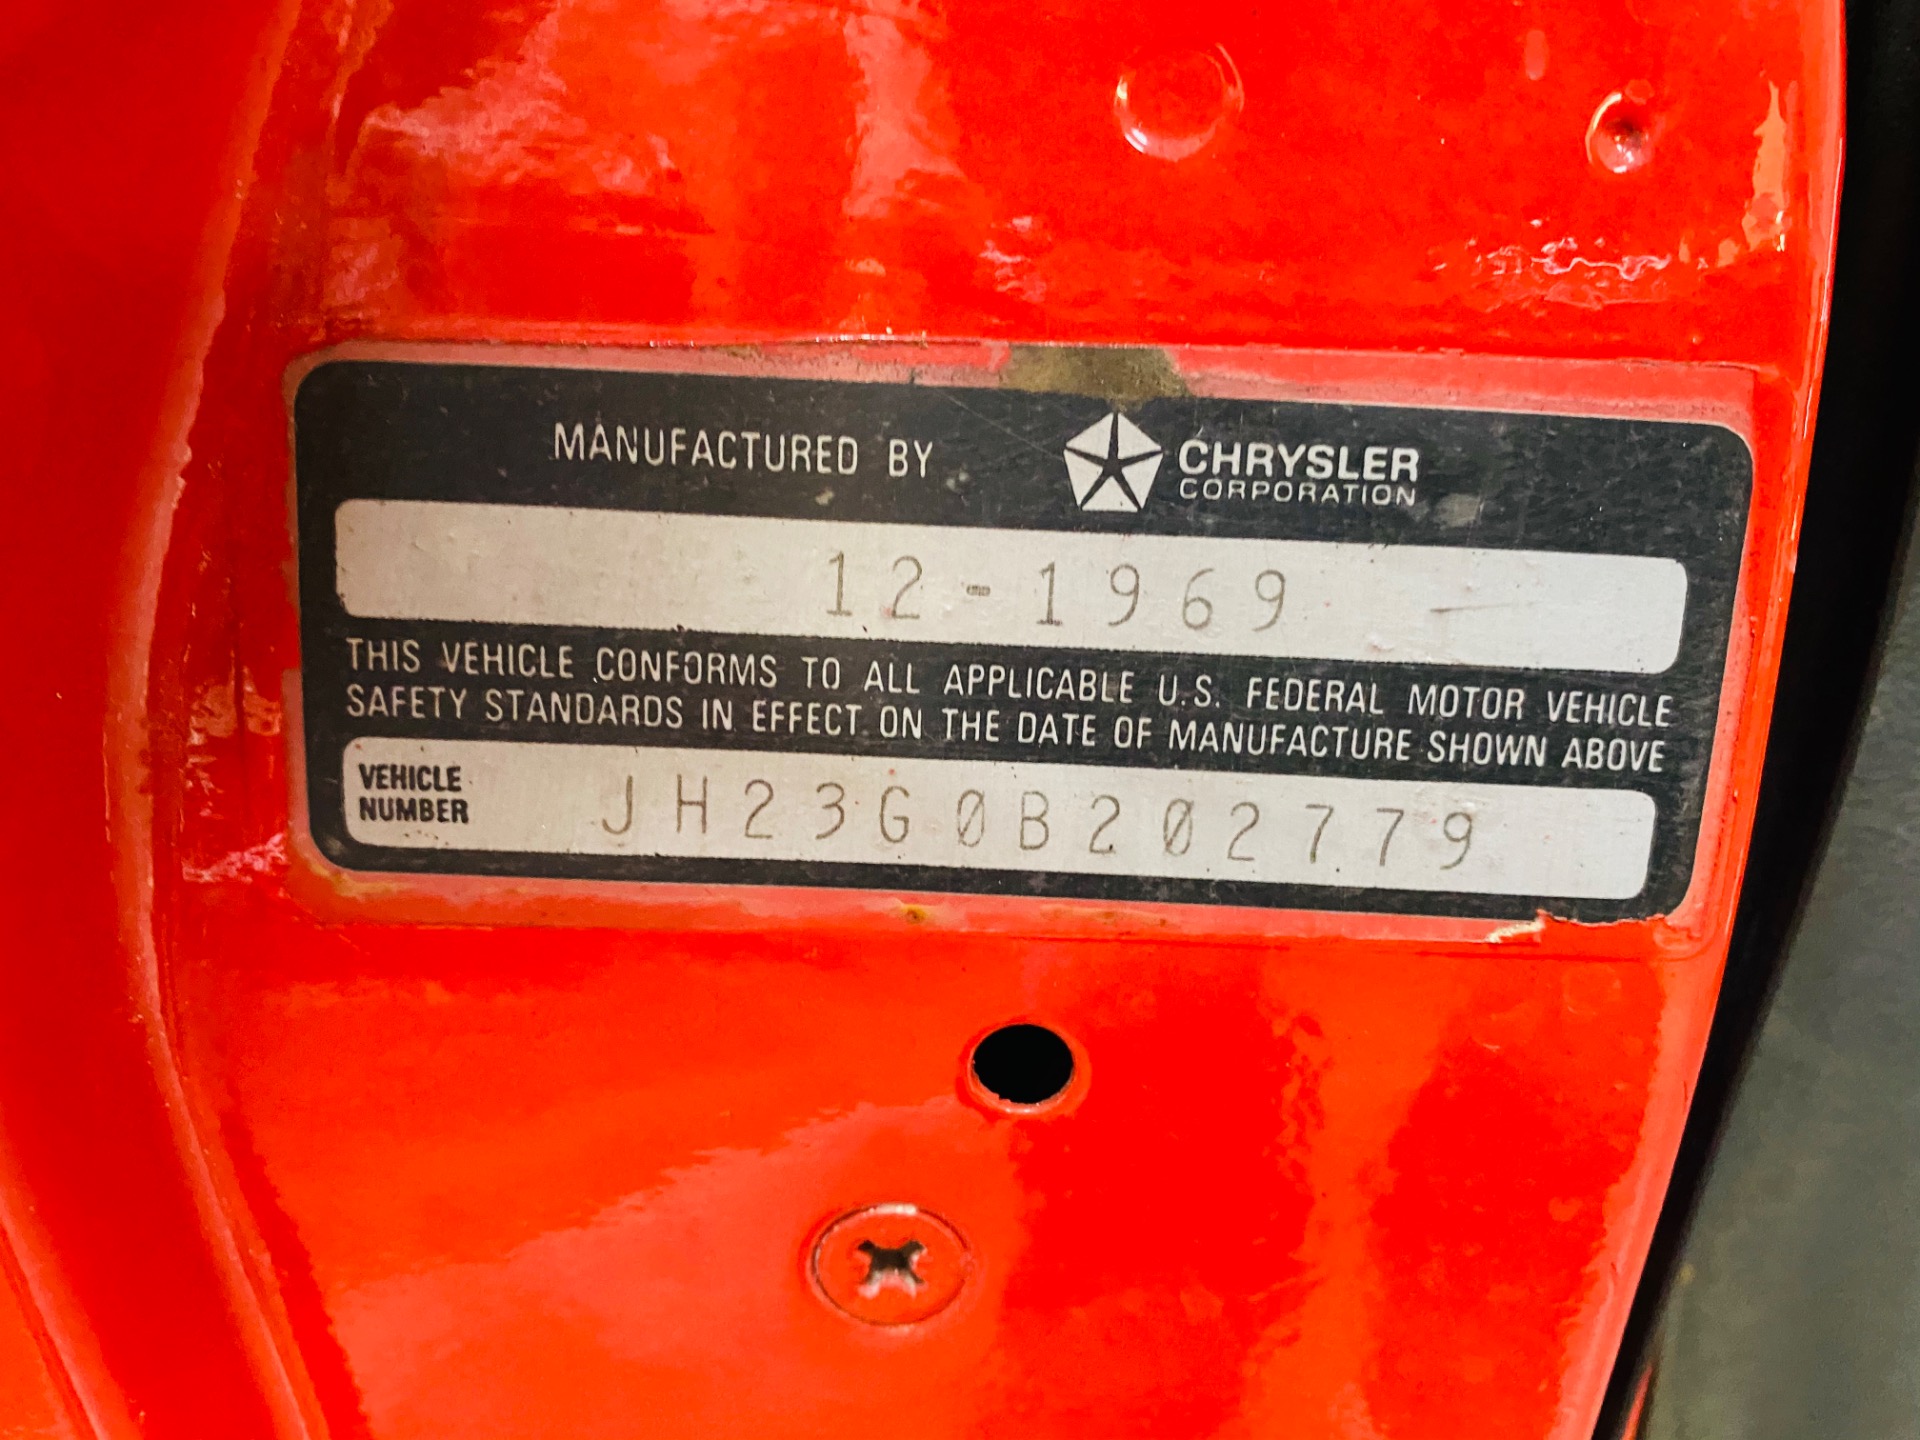 MANUFACTURED BY CHRYSLER
CORPORATION
12-1969
THIS VEHICLE CONFORMS TO ALL APPLICABLE U.S. FEDERAL MOTOR VEHICLE
SAFETY STANDARDS IN EFFECT ON THE DATE OF MANUFACTURE SHOWN ABOVE
VEHICLE
NUMBER JH23G0B202779